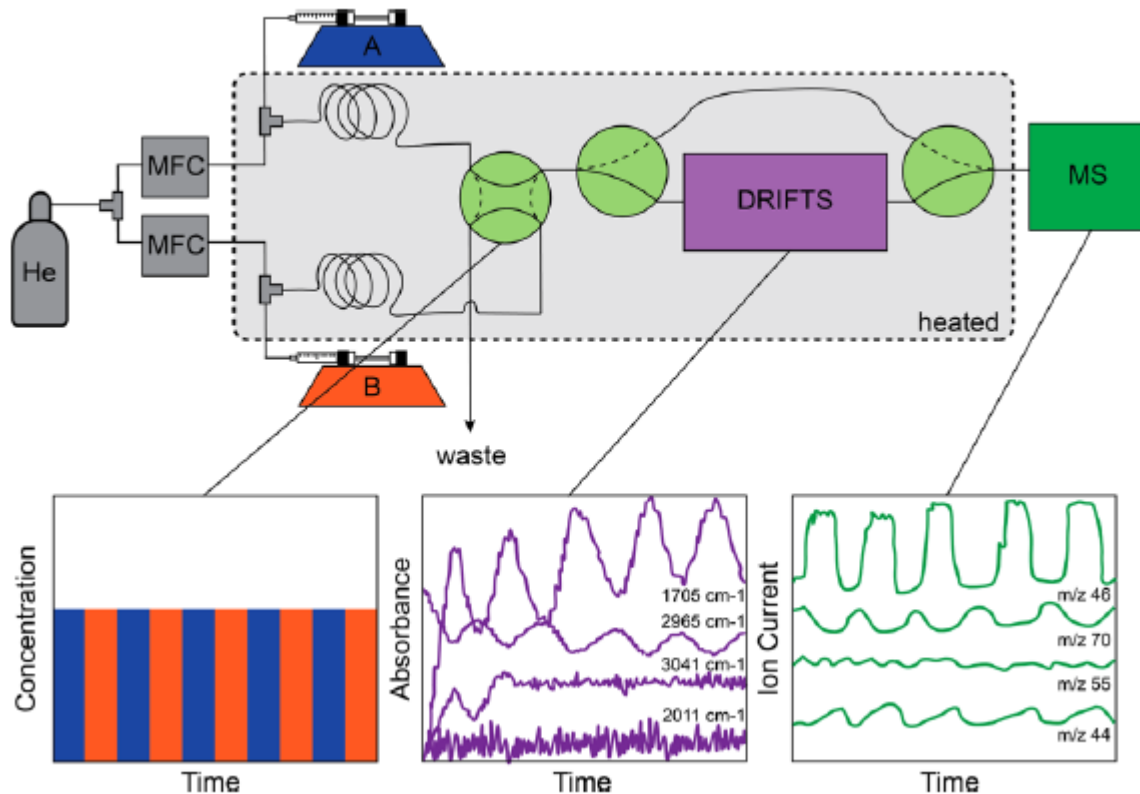 A
MFC
MFC
He
DRIFTS
MS
heated
B
waste
Concentration
Time
Absorbance
1705 cm-1
2965 cm-1
3041 cm-1
2011 cm-1
Time
Ion Current
m/z 46
m/z 70
m/z 55
m/z 44
Time